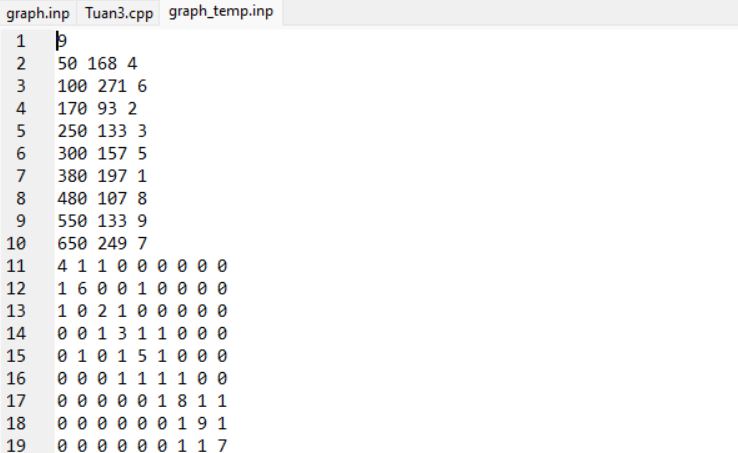 graph.inp Tuan3.cpp graph_temp.inp
1 9
2 50 168 4
3 100 271 6
4 170 93 2
5 250 133 3
6 300 157 5
7 380 197 1
8 480 107 8
9 550 133 9
10 650 249 7
11 4 1 1 0 0 0 0 0 0
12 1 6 0 0 1 0 0 0 0
13 1 0 2 1 0 0 0 0 0
14 0 0 1 3 1 1 0 0 0
15 0 1 0 1 5 1 0 0 0
16 0 0 0 1 1 1 1 0 0
17 0 0 0 0 0 1 8 1 1
18 0 0 0 0 0 0 1 9 1
19 0 0 0 0 0 0 1 1 7